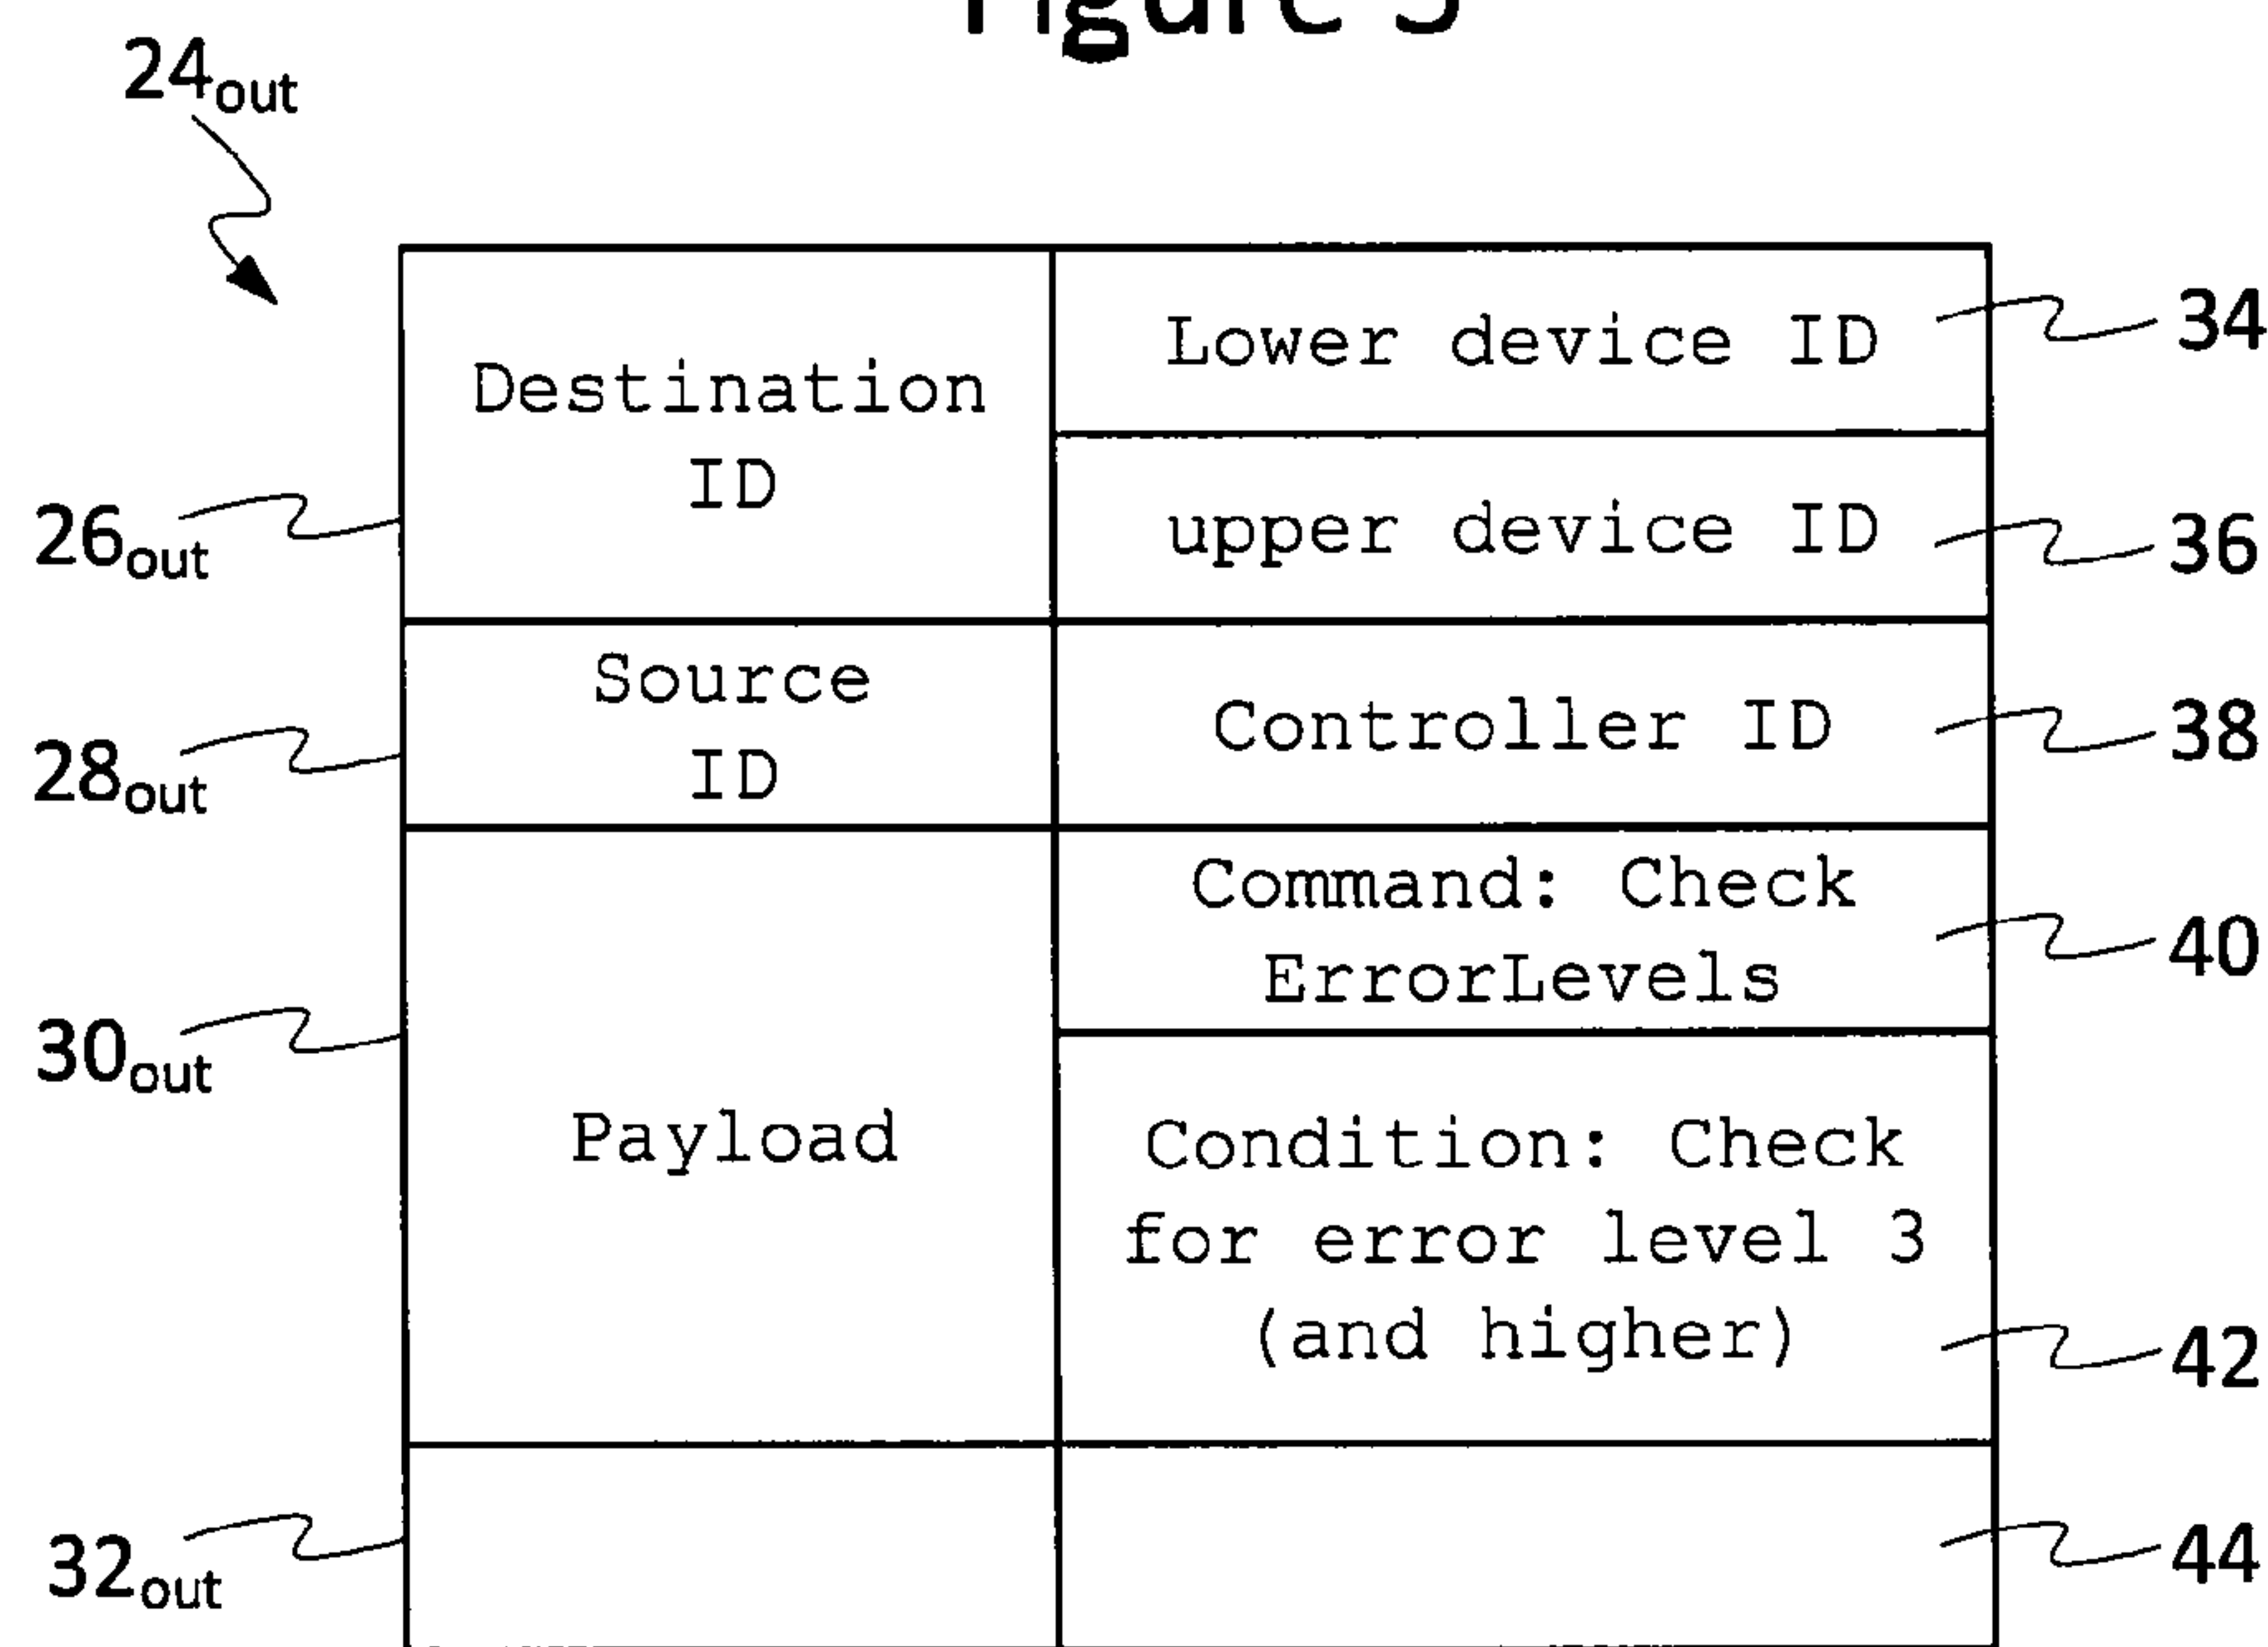 Figure
24out
Destination
ID
Lower device ID
34
upper device ID
36
26out
Source
ID
Controller ID
38
28out
Command: Check
ErrorLevels
40
30out
Payload
Condition: Check
for error level 3
(and higher)
42
32out
44